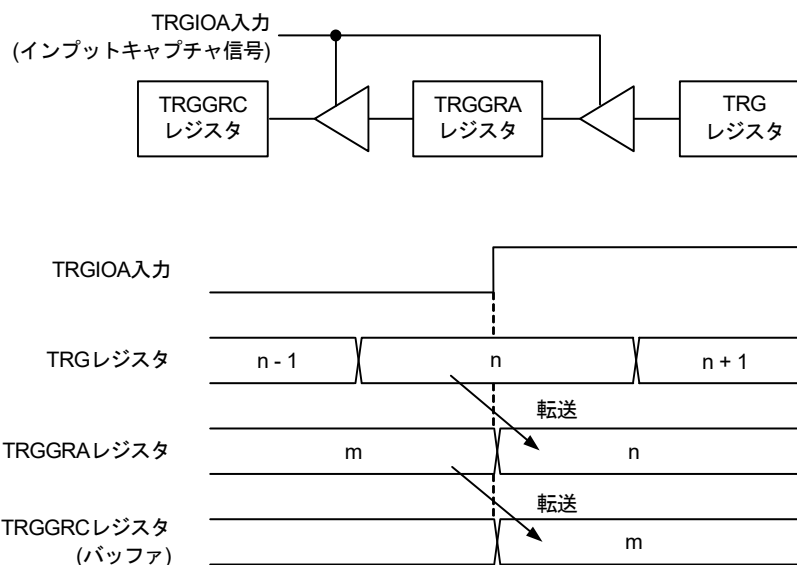 TRGIOA入力
(インプットキャプチャ信号)
TRGGRC
レジスタ
TRGGRA
レジスタ
TRG
レジスタ
TRGIOA入力
TRGレジスタ
n - 1
n
n + 1
転送
TRGGRAレジスタ
m
n
転送
TRGGRCレジスタ
(バッファ)
m